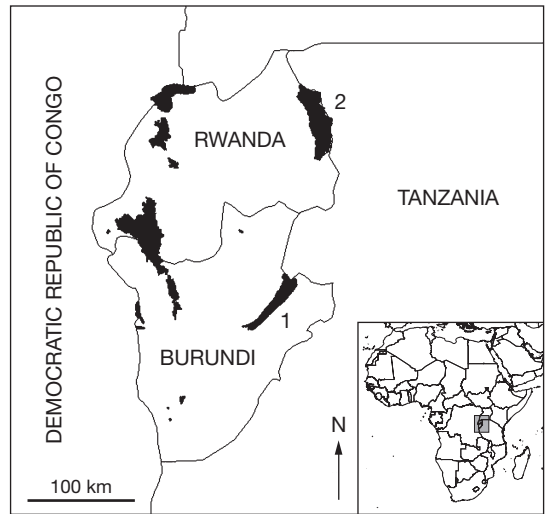 DEMOCRATIC REPUBLIC OF CONGO
2
RWANDA
TANZANIA
1
BURUNDI
N
100 km